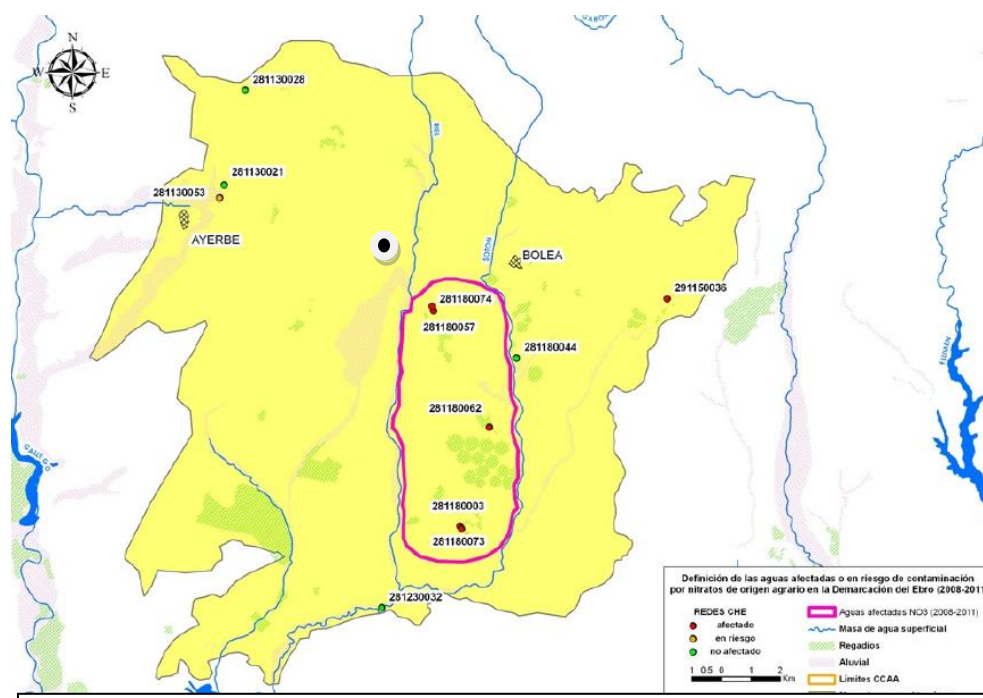 N
W E
S
281130028
281130021
281130053
AYERBE
RIEL
SOTON
BOLEA
281180074
281180057
291150036
281180044
281180062
GALLEGO
281180003
281180073
281230032
Definición de las aguas afectadas o en riesgo de contaminación
por nitratos de origen agrario en la Demarcación del Ebro (2008-2011
REDES CHE
afectado
en riesgo
no afectado
1 0.5 0 1 2
Km
Aguas afectadas NO3 (2008-2011)
Masa de agua superficial
Regadios
Aluvial
Limites CCAA